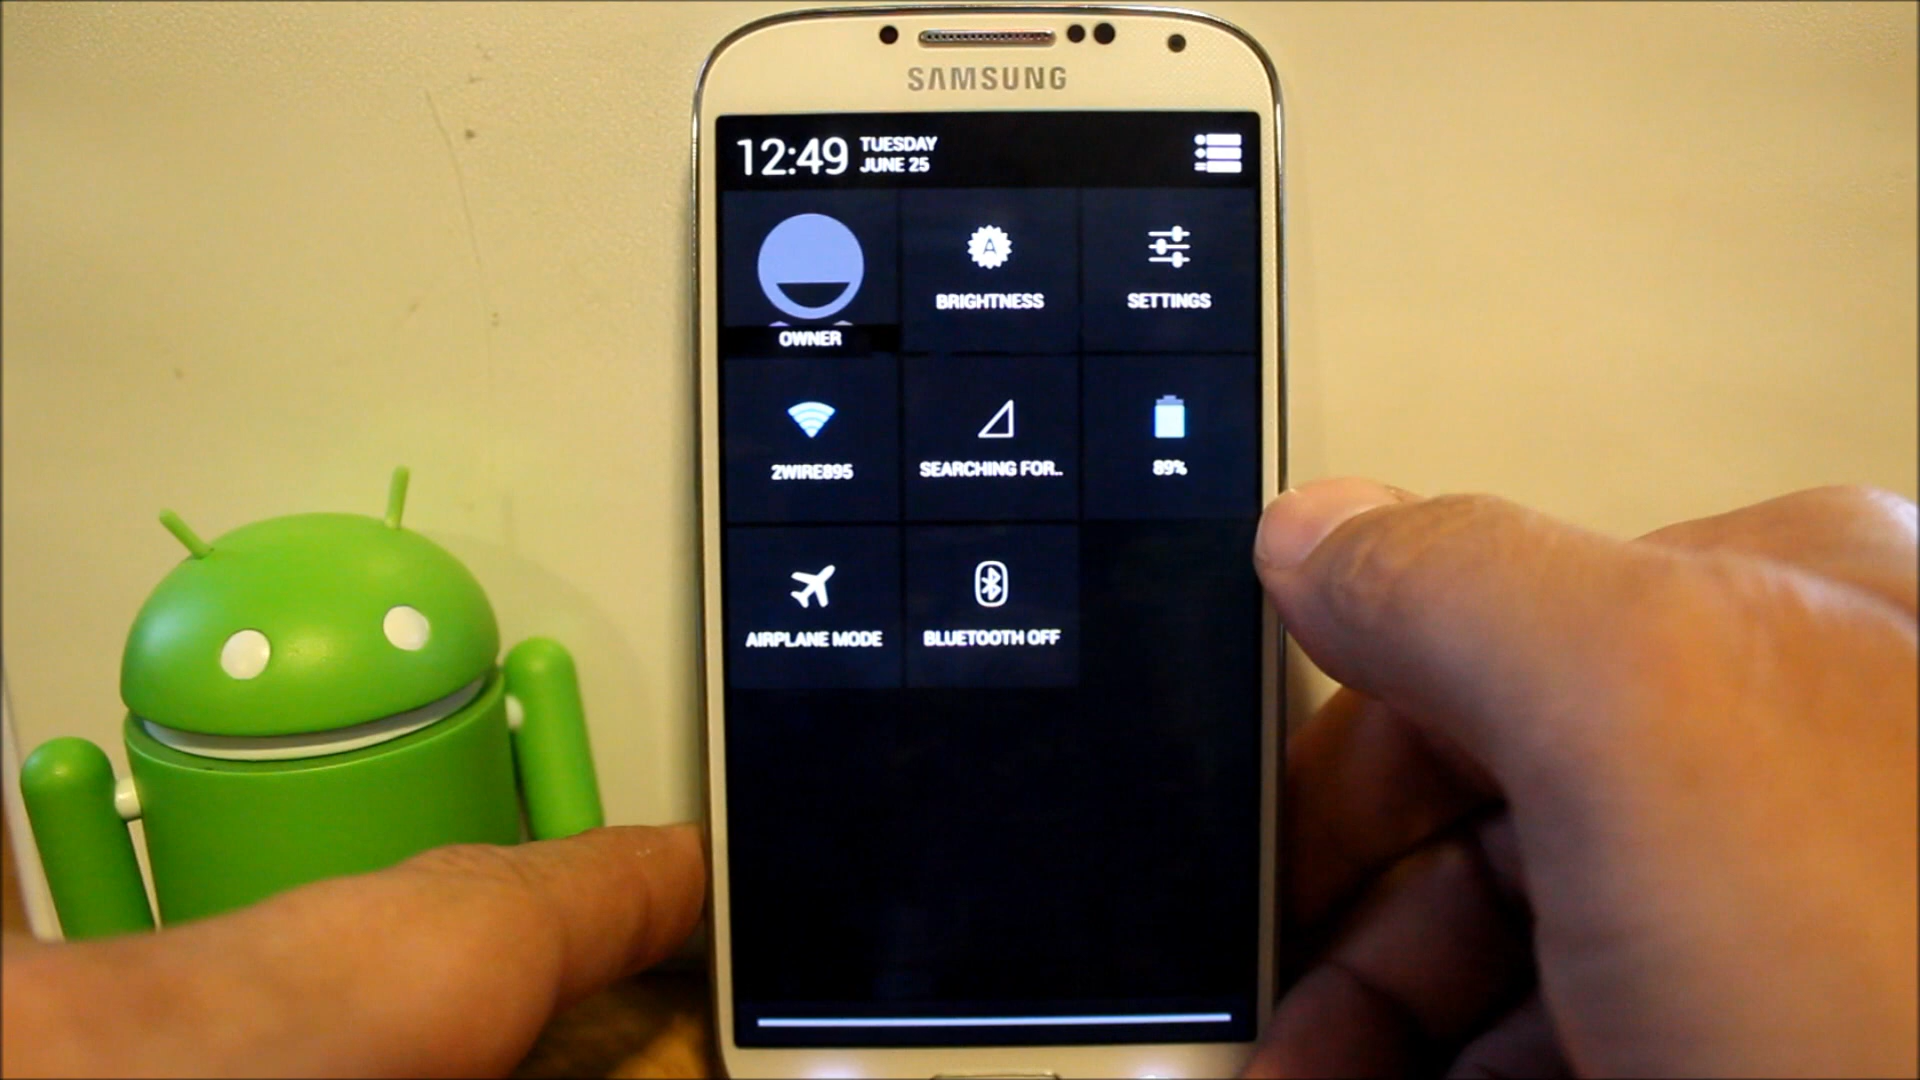 SAMSUNG
12:49 TUESDAY
JUNE 25
OWNER
BRIGHTNESS
A
SETTINGS
2WIRE895
SEARCHING FOR..
89%
AIRPLANE MODE
BLUETOOTH OFF